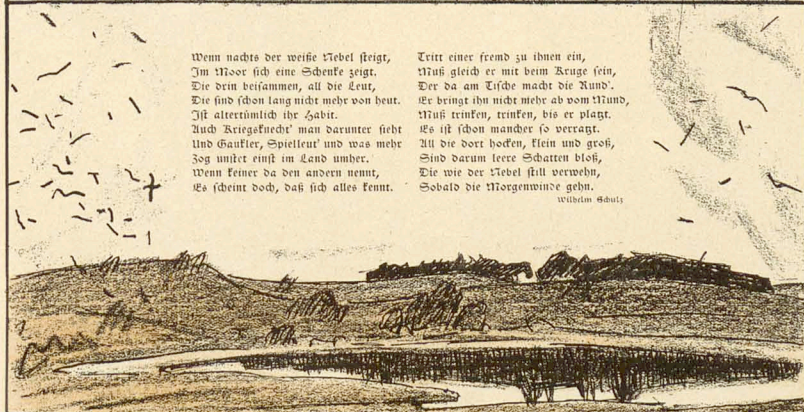 Wenn nachts der weiße Nebel steigt,
Im Moor sich eine Schenke zeigt.
Die drin beisammen, all die Leut,
Die sind schon lang nicht mehr von heut.
Ist altertümlich ihr Habit.
Auch Kriegsknecht' man darunter sieht
Und Gaukler, Spielleut' und was mehr
Zog unstet einst im Land umher.
Wenn keiner da den andern nennt,
Es scheint doch, daß sich alles kennt.
Tritt einer fremd zu ihnen ein,
Muß gleich er mit beim Kruge sein,
Der da am Tische macht die Rund'.
Er bringt ihn nicht mehr ab vom Mund,
Muß trinken, trinken, bis er platzt.
Es ist schon mancher so verratzt.
All die dort hocken, klein und groß,
Sind darum leere Schatten bloß,
Die wie der Nebel still verwehn,
Sobald die Morgenwinde gehn.
Wilhelm Schulz